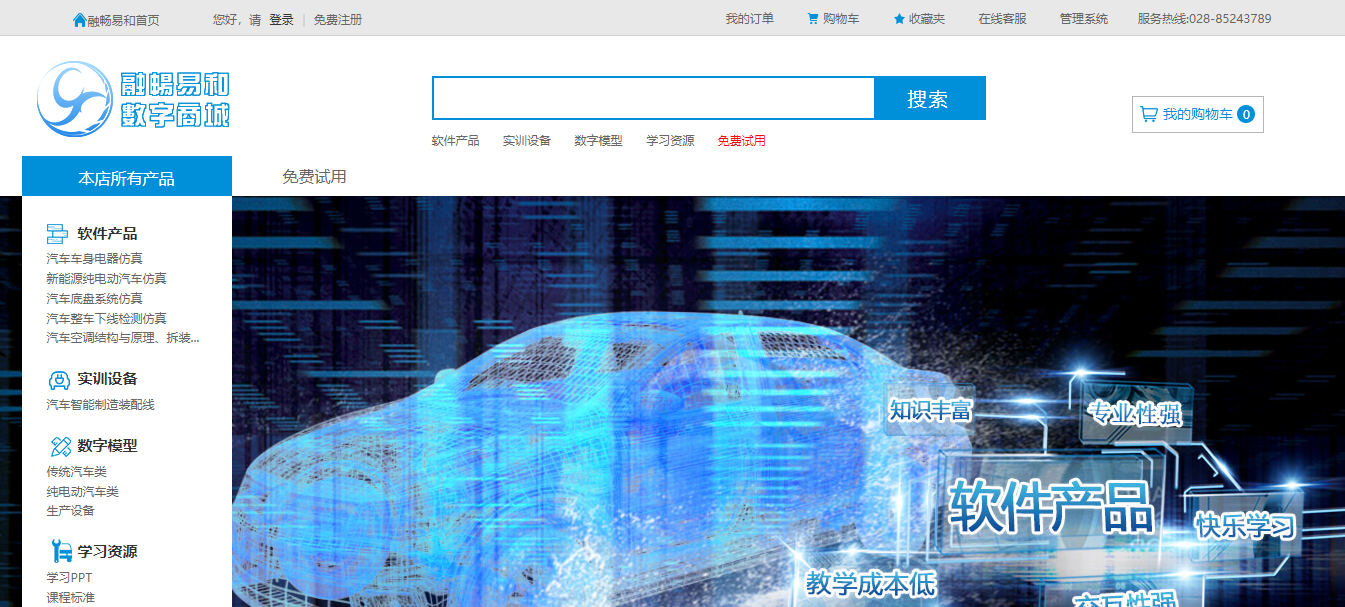 融畅易和首页 您好，请 登录 免费注册 我的订单 购物车 收藏夹 在线客服 管理系统 服务热线:028-85243789
融畅易和
数字商城
搜索
我的购物车 0
软件产品 实训设备 数字模型 学习资源 免费试用
本店所有产品 免费试用
软件产品
汽车车身电器仿真
新能源纯电动汽车仿真
汽车底盘系统仿真
汽车整车下线检测仿真
汽车空调结构与原理、拆装...
实训设备
汽车智能制造装配线
数字模型
传统汽车类
纯电动汽车类
生产设备
学习资源
学习PPT
课程标准
知识丰富
专业性强
软件产品
快乐学习
教学成本低
交互性强